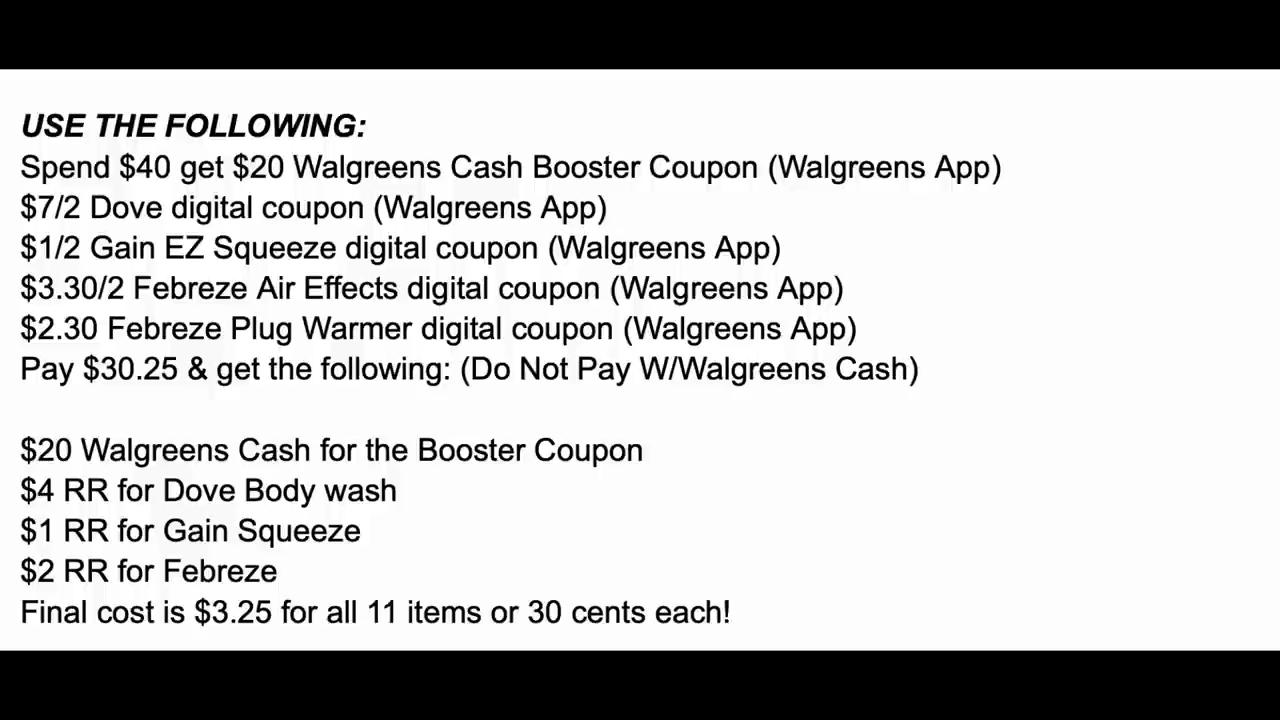 USE THE FOLLOWING:
Spend $40 get $20 Walgreens Cash Booster Coupon (Walgreens App)
$7/2 Dove digital coupon (Walgreens App)
$1/2 Gain EZ Squeeze digital coupon (Walgreens App)
$3.30/2 Febreze Air Effects digital coupon (Walgreens App)
$2.30 Febreze Plug Warmer digital coupon (Walgreens App)
Pay $30.25 & get the following: (Do Not Pay W/Walgreens Cash)
$20 Walgreens Cash for the Booster Coupon
$4 RR for Dove Body wash
$1 RR for Gain Squeeze
$2 RR for Febreze
Final cost is $3.25 for all 11 items or 30 cents each!